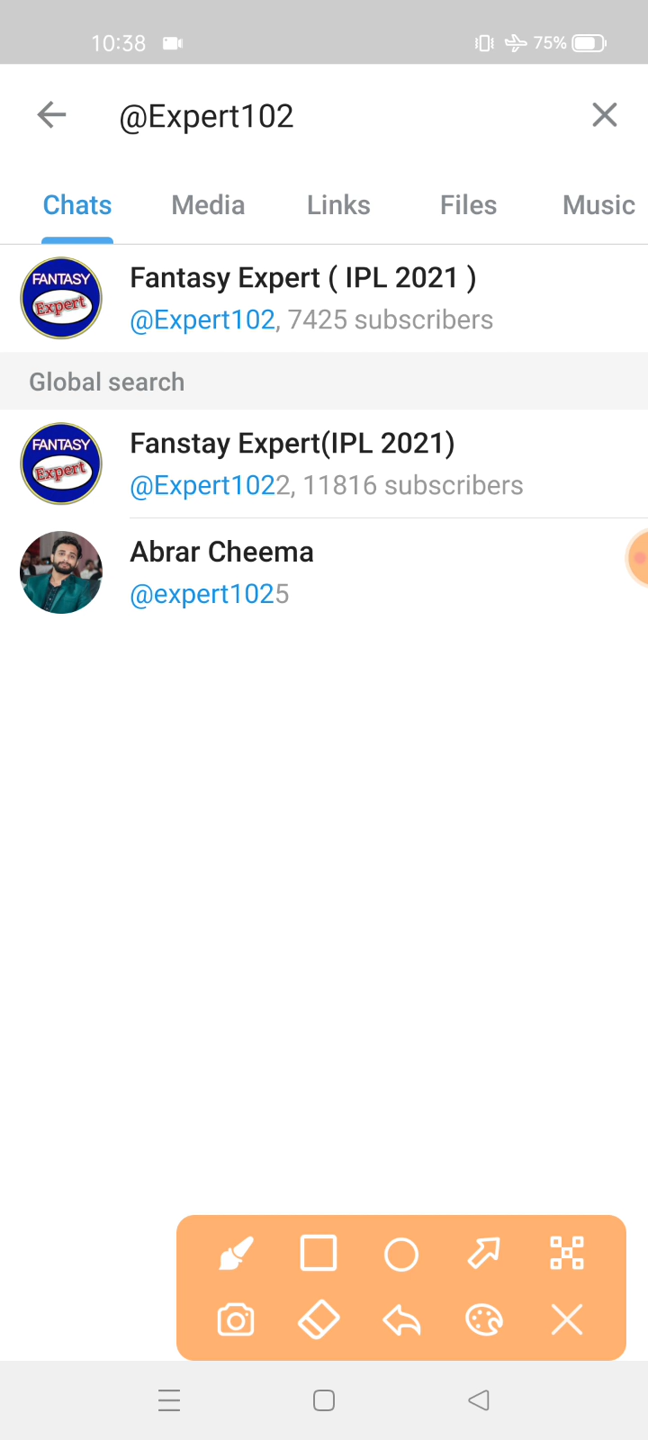 10:38 75%
@Expert102
Chats Media Links Files Music
FANTASY
Expert
Fantasy Expert ( IPL 2021 )
@Expert102, 7425 subscribers
Global search
FANTASY
Expert
Fanstay Expert(IPL 2021)
@Expert1022, 11816 subscribers
Abrar Cheema
@expert1025